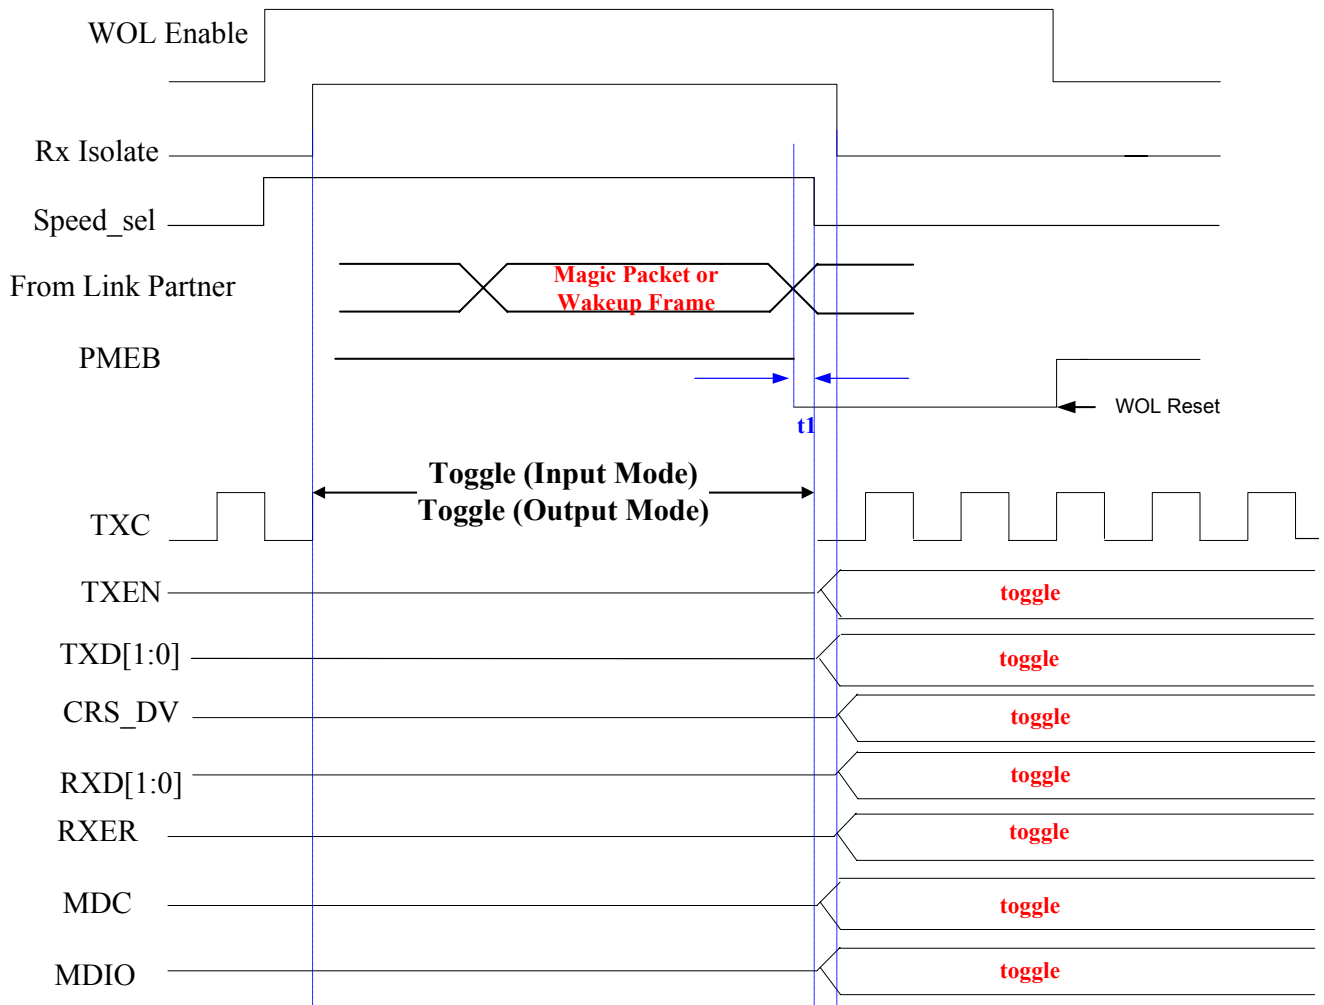 WOL Enable
Rx Isolate
Speed_sel
From Link Partner
Magic Packet or
Wakeup Frame
PMEB
WOL Reset
t1
Toggle (Input Mode)
Toggle (Output Mode)
TXC
TXEN
toggle
TXD[1:0]
toggle
CRS_DV
toggle
RXD[1:0]
toggle
RXER
toggle
MDC
toggle
MDIO
toggle